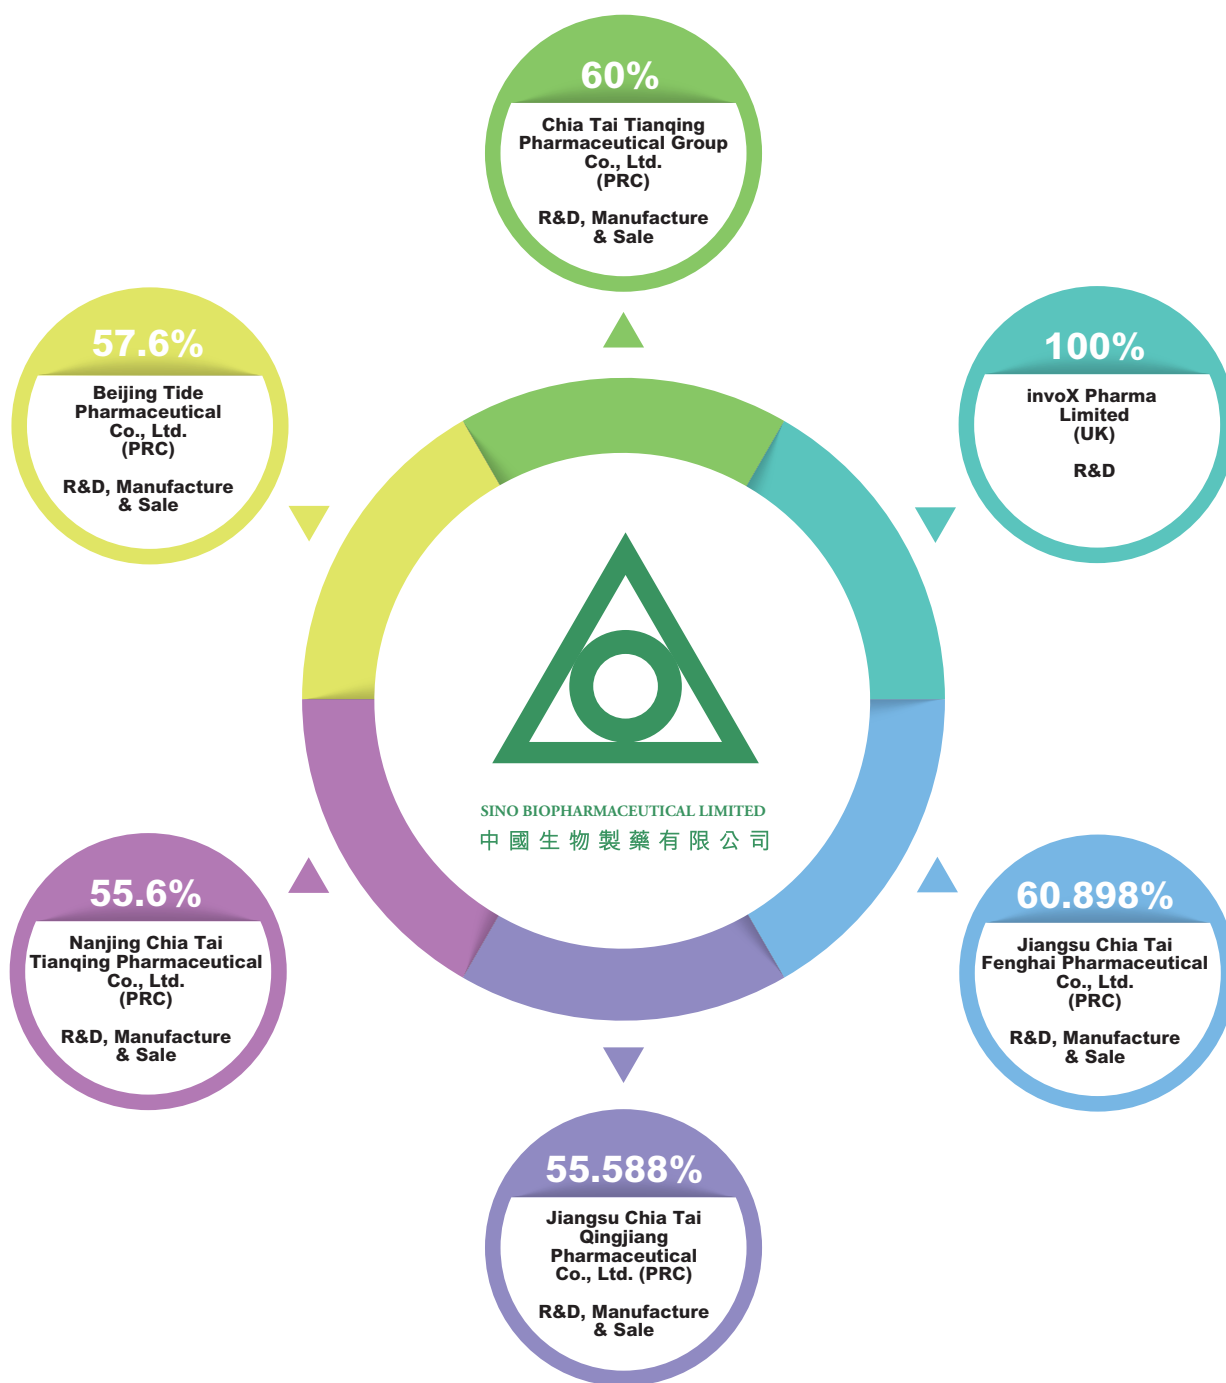 60%
Chia Tai Tianqing
Pharmaceutical Group
Co., Ltd.
(PRC)
R&D, Manufacture
& Sale
57.6%
Beijing Tide
Pharmaceutical
Co., Ltd.
(PRC)
R&D, Manufacture
& Sale
100%
invoX Pharma
Limited
(UK)
R&D
SINO BIOPHARMACEUTICAL LIMITED
中國生物製藥有限公司
55.6%
Nanjing Chia Tai
Tianqing Pharmaceutical
Co., Ltd.
(PRC)
R&D, Manufacture
& Sale
60.898%
Jiangsu Chia Tai
Fenghai Pharmaceutical
Co., Ltd.
(PRC)
R&D, Manufacture
& Sale
55.588%
Jiangsu Chia Tai
Qingjiang
Pharmaceutical
Co., Ltd. (PRC)
R&D, Manufacture
& Sale